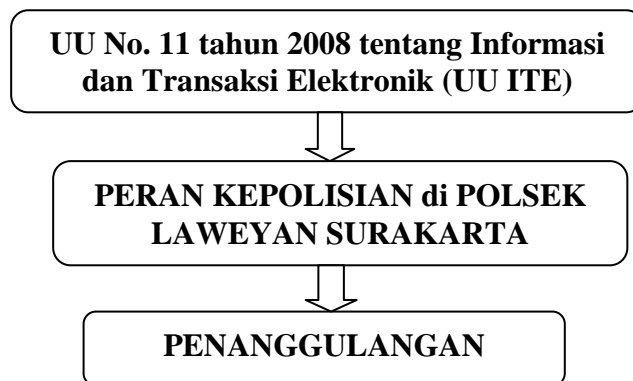 UU No. 11 tahun 2008 tentang Informasi
dan Transaksi Elektronik (UU ITE)
PERAN KEPOLISIAN di POLSEK
LAWEYAN SURAKARTA
PENANGGULANGAN